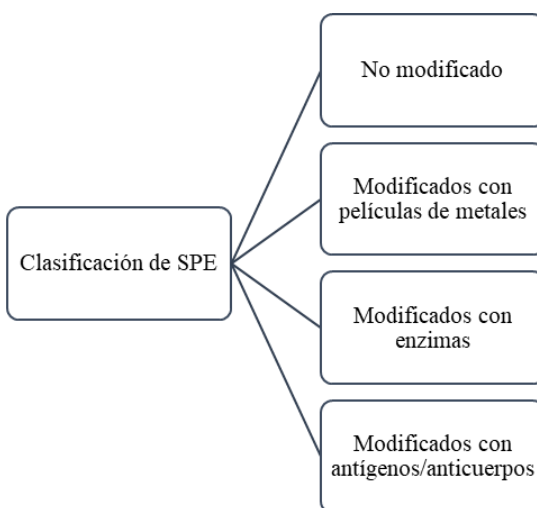 No modificado
Modificados con
películas de metales
Clasificación de SPE
Modificados con
enzimas
Modificados con
antígenos/anticuerpos